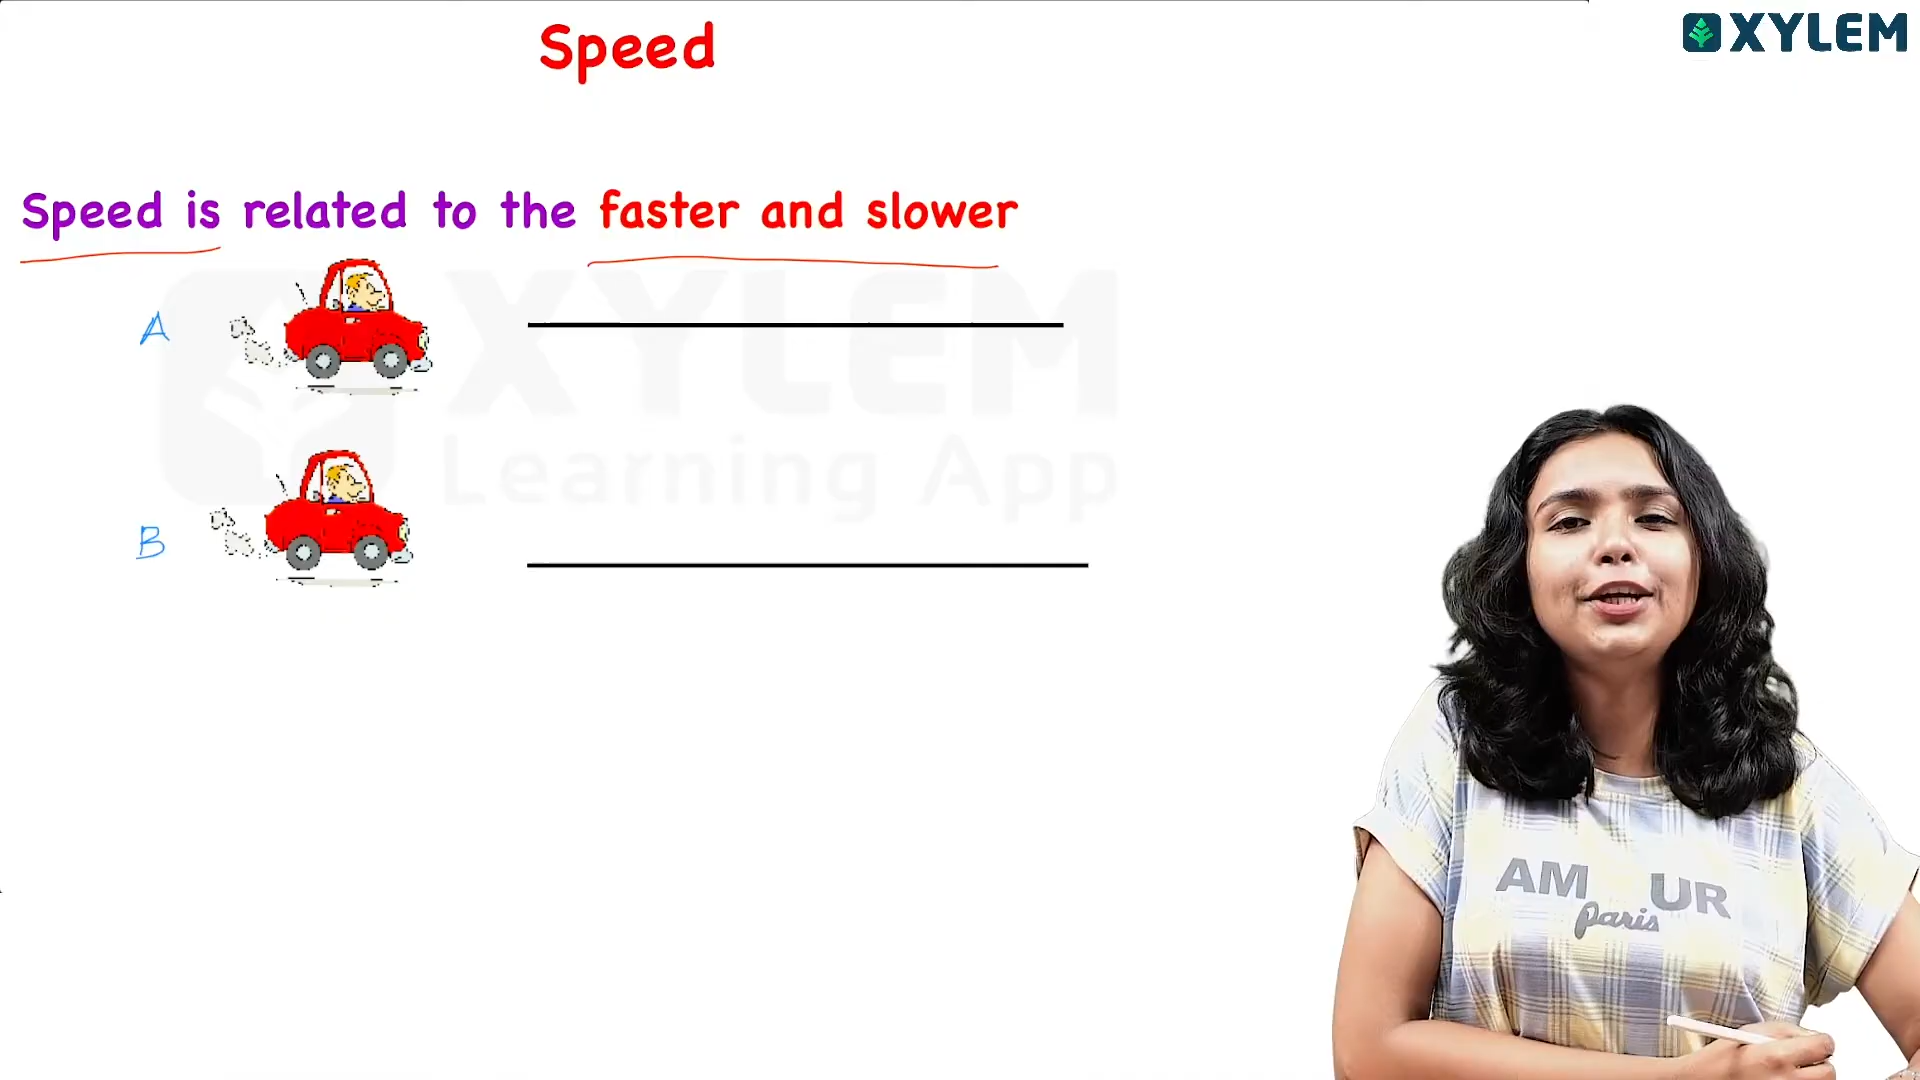 Speed
XYLEM
Speed is related to the faster and slower
A
XYLEM
Learning App
B
AM UR
Paris